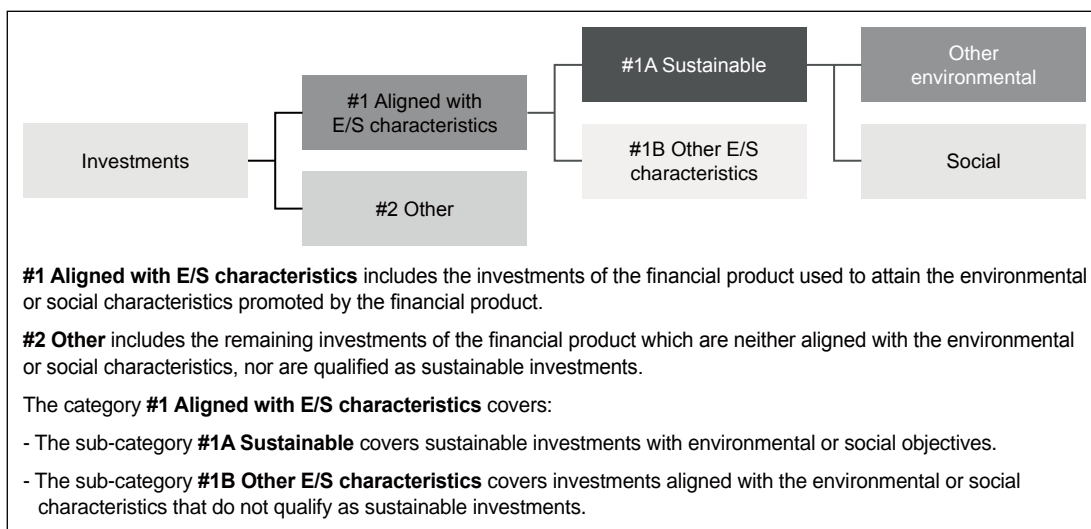 #1A Sustainable
Other
environmental
#1 Aligned with
E/S characteristics
Investments
#1B Other E/S
characteristics
Social
#2 Other
#1 Aligned with E/S characteristics includes the investments of the financial product used to attain the environmental
or social characteristics promoted by the financial product.
#2 Other includes the remaining investments of the financial product which are neither aligned with the environmental
or social characteristics, nor are qualified as sustainable investments.
The category #1 Aligned with E/S characteristics covers:
- The sub-category #1A Sustainable covers sustainable investments with environmental or social objectives.
- The sub-category #1B Other E/S characteristics covers investments aligned with the environmental or social
characteristics that do not qualify as sustainable investments.